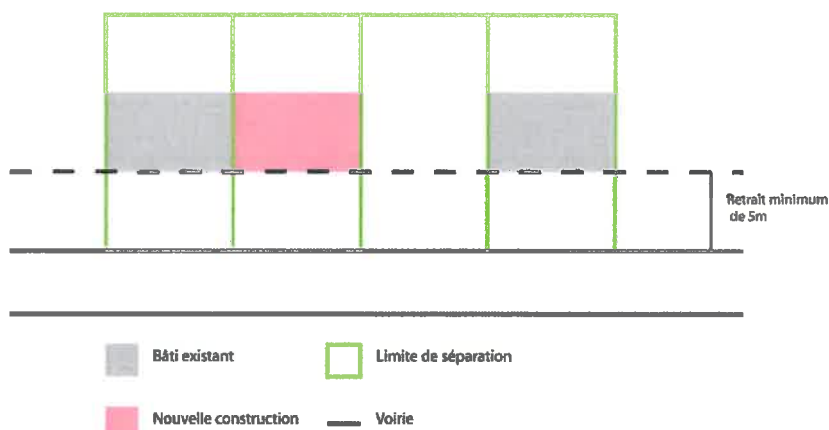 Retrait minimum
de 5m
Bâti existant
Limite de séparation
Nouvelle construction
Voirie